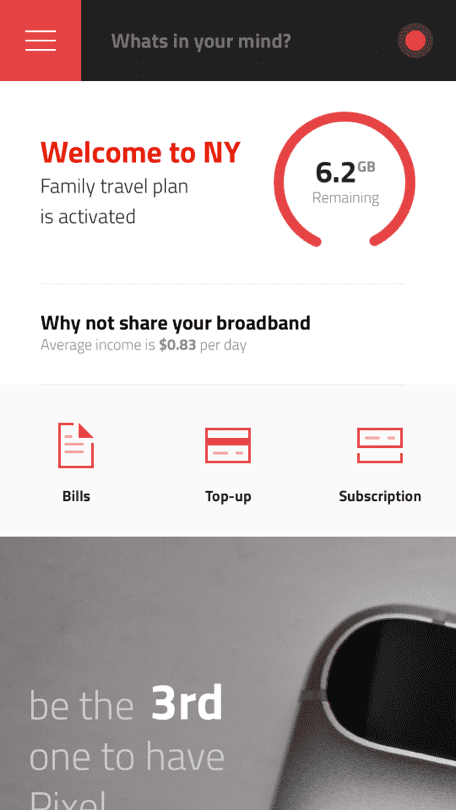 Whats in your mind?
Welcome to NY
Family travel plan
is activated
6.2 GB
Remaining
Why not share your broadband
Average income is $0.83 per day
Bills
Top-up
Subscription
be the 3rd
one to have
Pixel